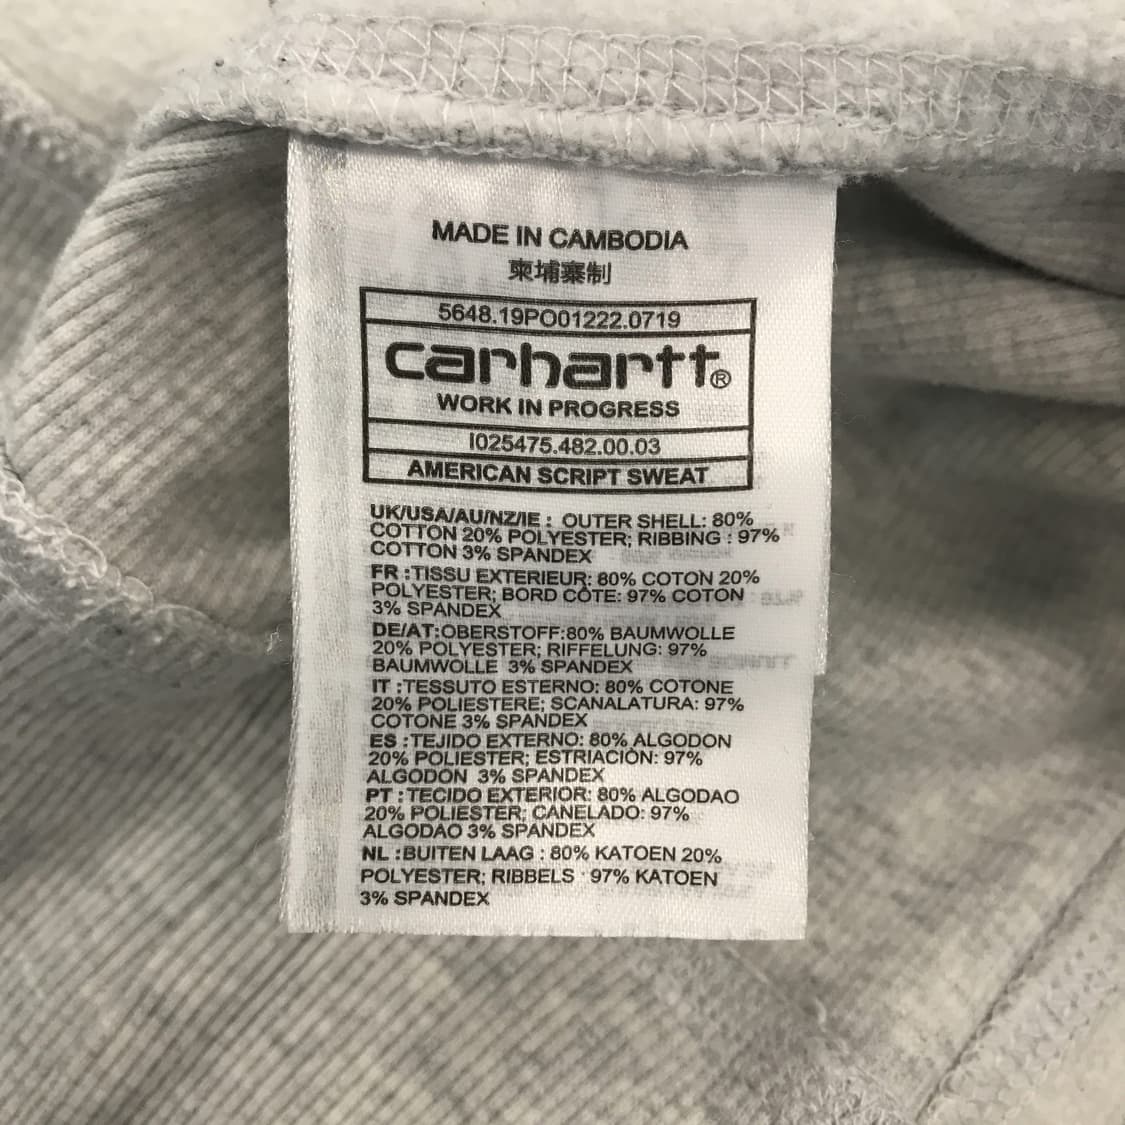 MADE IN CAMBODIA
柬埔寨制
5648.19PO01222.0719
carhartt®
WORK IN PROGRESS
I025475.482.00.03
AMERICAN SCRIPT SWEAT
UK/USA/AU/NZ/IE : OUTER SHELL: 80%
COTTON 20% POLYESTER; RIBBING : 97%
COTTON 3% SPANDEX
FR :TISSU EXTERIEUR: 80% COTON 20%
POLYESTER; BORD CÔTE: 97% COTON
3% SPANDEX
DE/AT:OBERSTOFF:80% BAUMWOLLE
20% POLYESTER; RIFFELUNG: 97%
BAUMWOLLE 3% SPANDEX
IT :TESSUTO ESTERNO: 80% COTONE
20% POLIESTERE; SCANALATURA: 97%
COTONE 3% SPANDEX
ES :TEJIDO EXTERNO: 80% ALGODON
20% POLIESTER; ESTRIACIÓN: 97%
ALGODÓN 3% SPANDEX
PT :TECIDO EXTERIOR: 80% ALGODAO
20% POLIESTER; CANELADO: 97%
ALGODAO 3% SPANDEX
NL :BUITEN LAAG : 80% KATOEN 20%
POLYESTER; RIBBELS : 97% KATOEN
3% SPANDEX